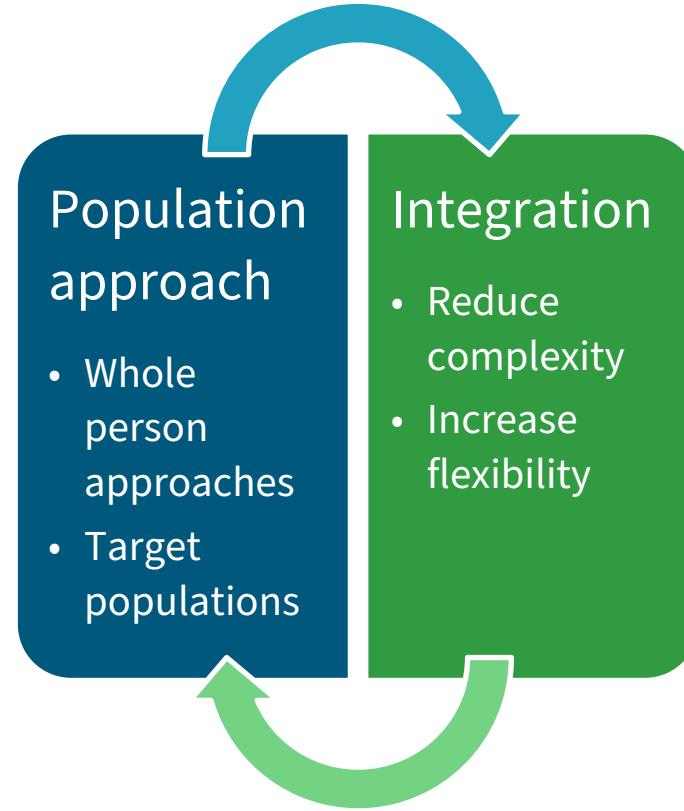 Population
approach
• Whole
person
approaches
• Target
populations
Integration
• Reduce
complexity
• Increase
flexibility